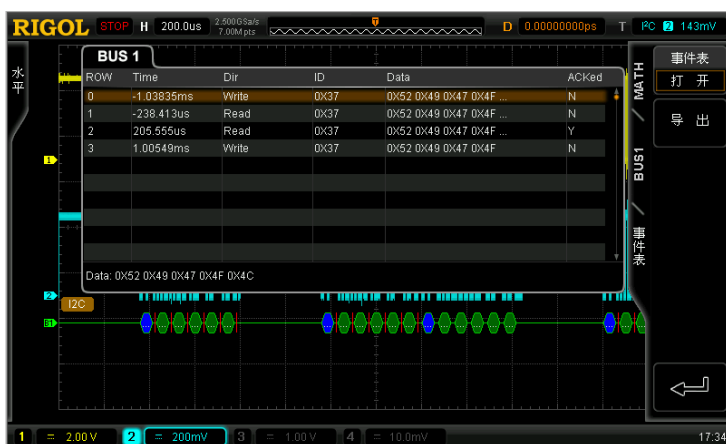 RIGOL STOP H 200.0us 2.500GSa/s 7.00Mpts D 0.00000000ps T I²C 2 143mV
水平
BUS 1
ROW Time Dir ID Data ACKed
0 -1.03835ms Write 0X37 0X52 0X49 0X47 0X4F ... N
1 -238.413us Read 0X37 0X52 0X49 0X47 0X4F ... N
2 205.555us Read 0X37 0X52 0X49 0X47 0X4F ... Y
3 1.00549ms Write 0X37 0X52 0X49 0X47 0X4F N
Data: 0X52 0X49 0X47 0X4F 0X4C
MATH
BUS1
事件表
事件表
打 开
导 出
1
2
I2C
B1
1 = 2.00 V 2 = 200mV 3 = 1.00 V 4 = 10.0mV 17:34